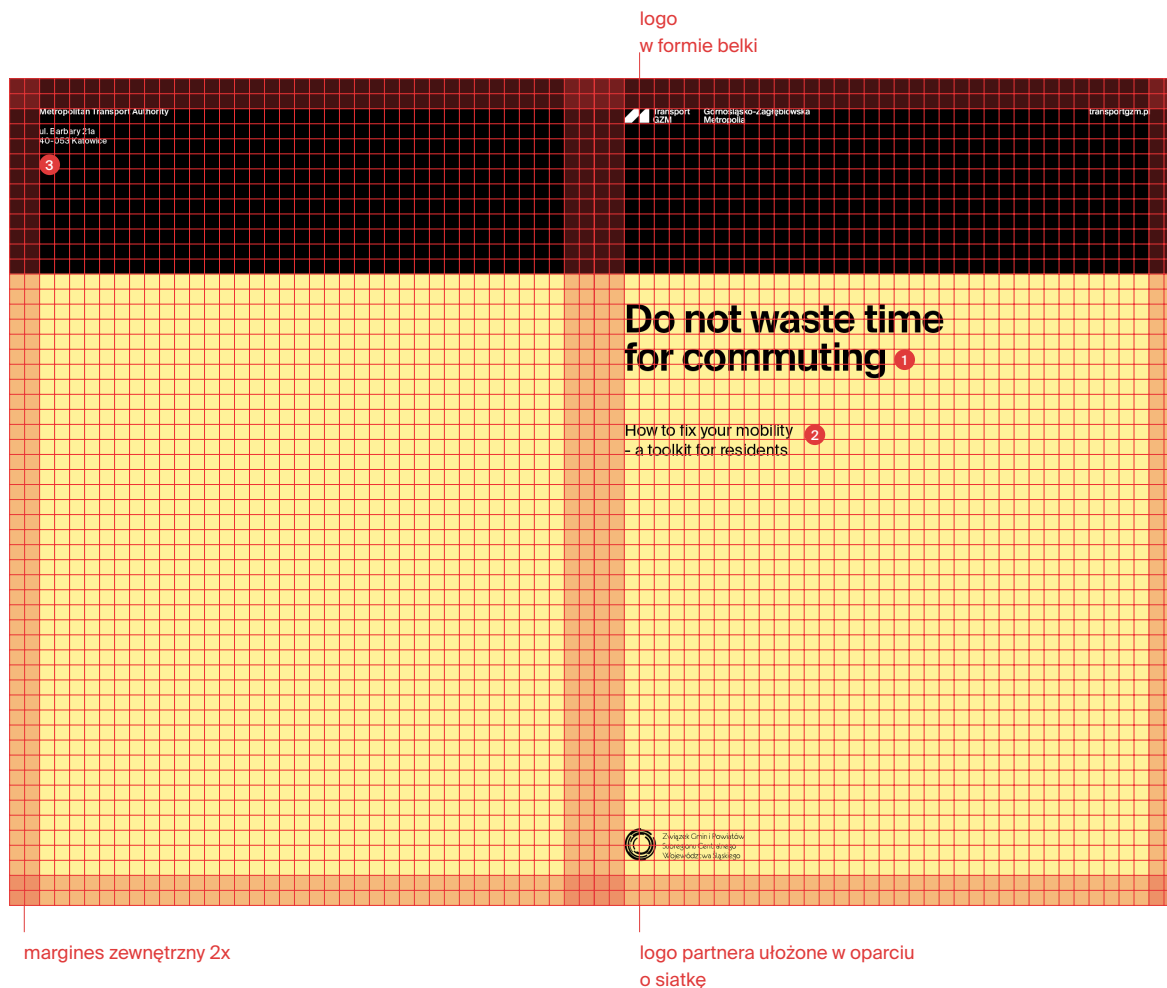 logo
w formie belki
Metropolitan Transport Authority
ul. Barbary 21a
40-053 Katowice
3
Transport
GZM
Górnośląsko-Zagłębiowska
Metropolia
transportgzm.pl
Do not waste time
for commuting 1
How to fix your mobility 2
- a toolkit for residents
Związek Gmin i Powiatów
Subregionu Centralnego
Województwa Śląskiego
margines zewnętrzny 2x
logo partnera ułożone w oparciu
o siatkę